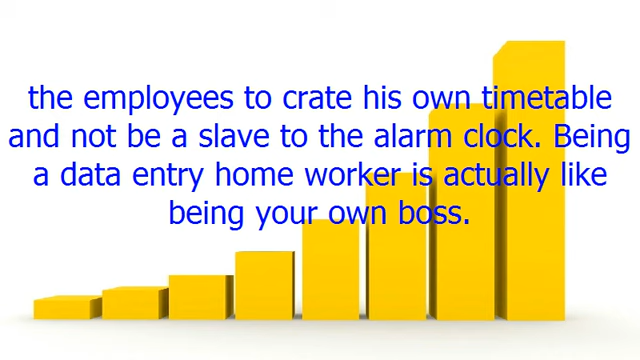 the employees to crate his own timetable
and not be a slave to the alarm clock. Being
a data entry home worker is actually like
being your own boss.